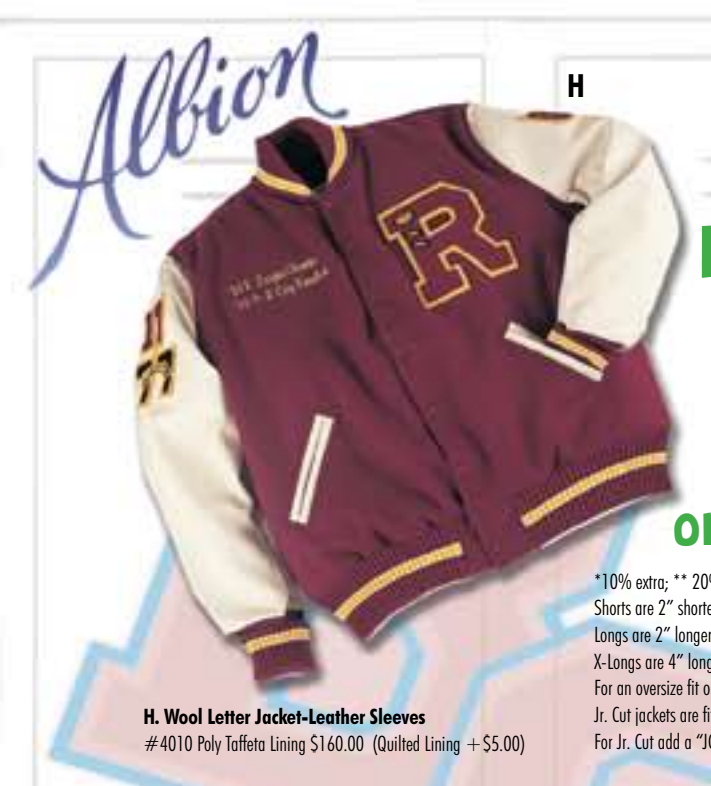 Albion
H
R
77
*10% extra; ** 20
Shorts are 2" shorte
Longs are 2" longer
X-Longs are 4" long
For an oversize fit o
Jr. Cut jackets are fi
For Jr. Cut add a "J
H. Wool Letter Jacket-Leather Sleeves
#4010 Poly Taffeta Lining $160.00 (Quilted Lining +$5.00)